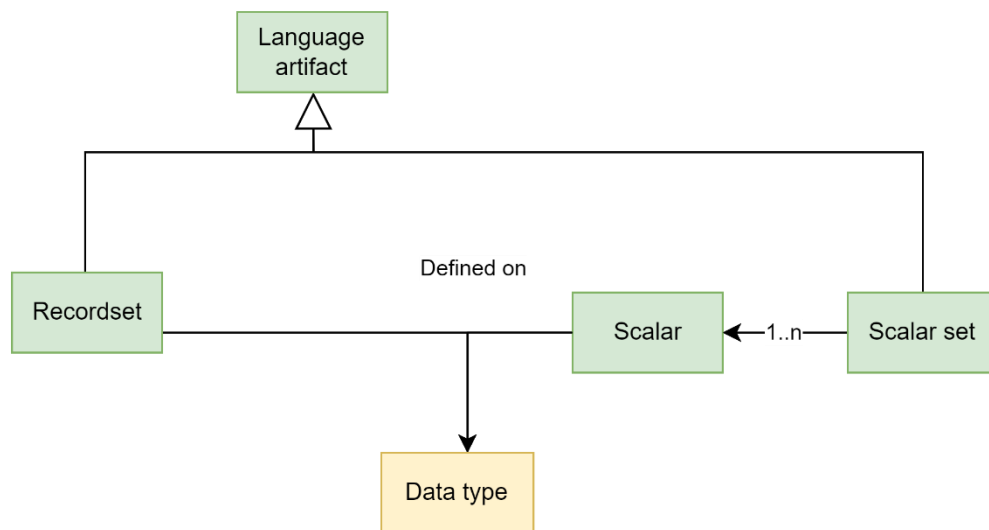 Language
artifact
Defined on
Recordset
Scalar
1..n
Scalar set
Data type